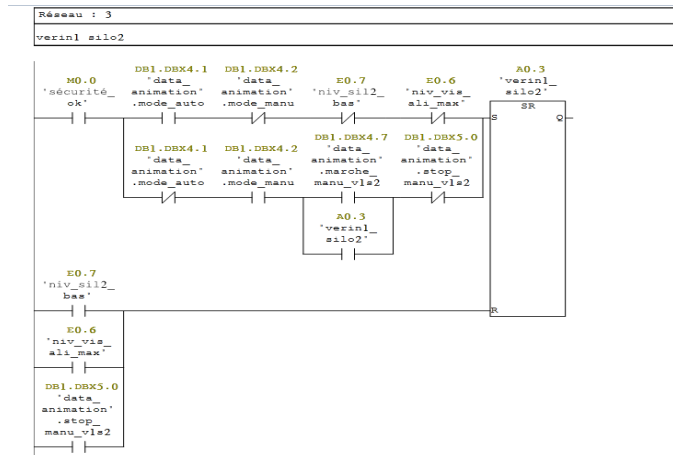 Réseau : 3
verin1 silo2
M0.0
"sécurité_
ok"
DB1.DBX4.1
"data_
animation"
.mode_auto
DB1.DBX4.2
"data_
animation"
.mode_manu
E0.7
"niv_sil2_
bas"
E0.6
"niv_vis_
ali_max"
A0.3
"verin1_
silo2"
SR
S
Q
DB1.DBX4.1
"data_
animation"
.mode_auto
DB1.DBX4.2
"data_
animation"
.mode_manu
DB1.DBX4.7
"data_
animation"
.marche_
manu_v1s2
DB1.DBX5.0
"data_
animation"
.stop_
manu_v1s2
A0.3
"verin1_
silo2"
E0.7
"niv_sil2_
bas"
R
E0.6
"niv_vis_
ali_max"
DB1.DBX5.0
"data_
animation"
.stop_
manu_v1s2